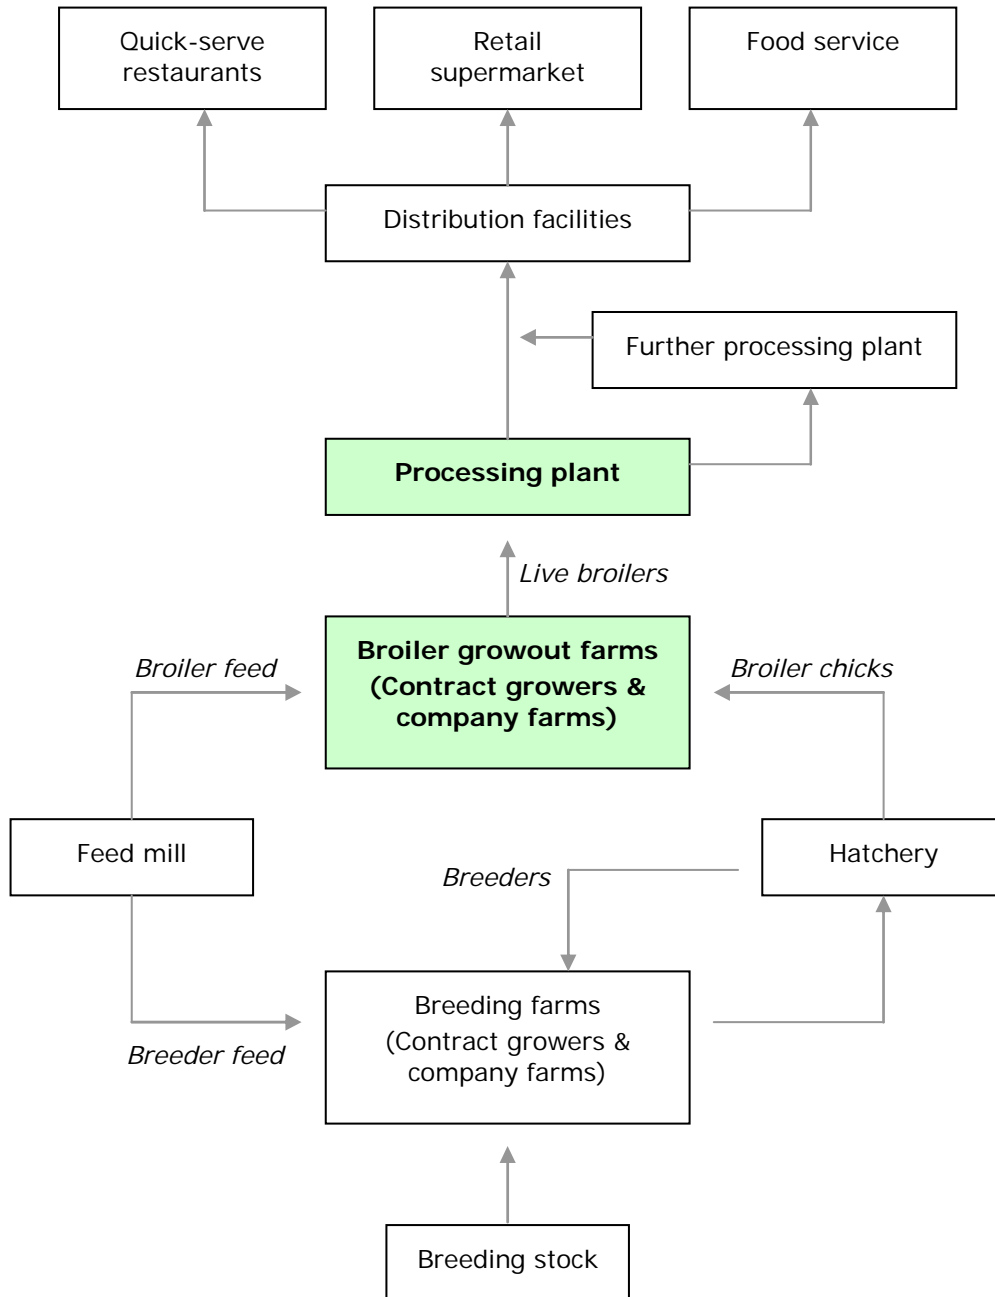 Quick-serve
restaurants
Retail
supermarket
Food service
Distribution facilities
Further processing plant
Processing plant
Live broilers
Broiler growout farms
(Contract growers &
company farms)
Broiler feed
Broiler chicks
Feed mill
Hatchery
Breeders
Breeding farms
(Contract growers &
company farms)
Breeder feed
Breeding stock